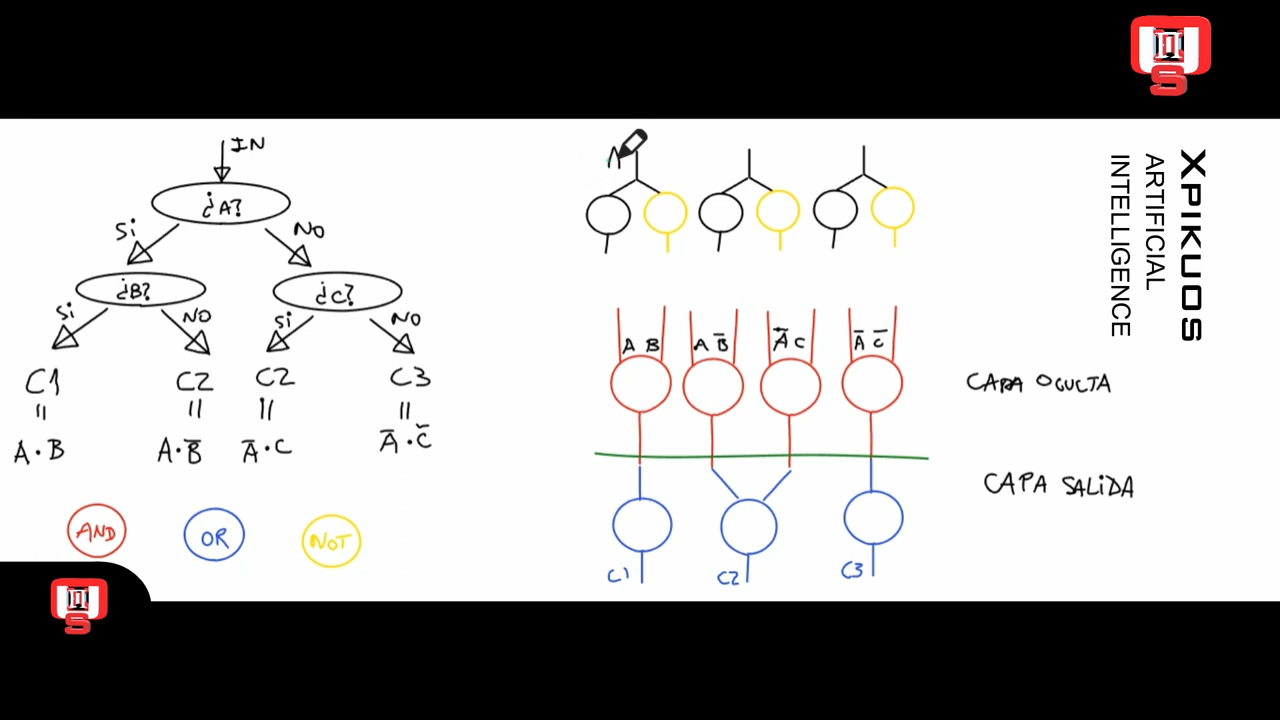 IN
¿A?
Si
NO
¿B?
¿C?
Si
NO
Si
NO
C1
C2
C2
C3
=
=
=
=
A·B
A·B̅
A̅·C
A̅·C̅
AND
OR
NOT
A
A B
A B̅
A̅ C
A̅ C̅
CAPA OCULTA
CAPA SALIDA
C1
C2
C3
XPIKUOS
ARTIFICIAL
INTELLIGENCE